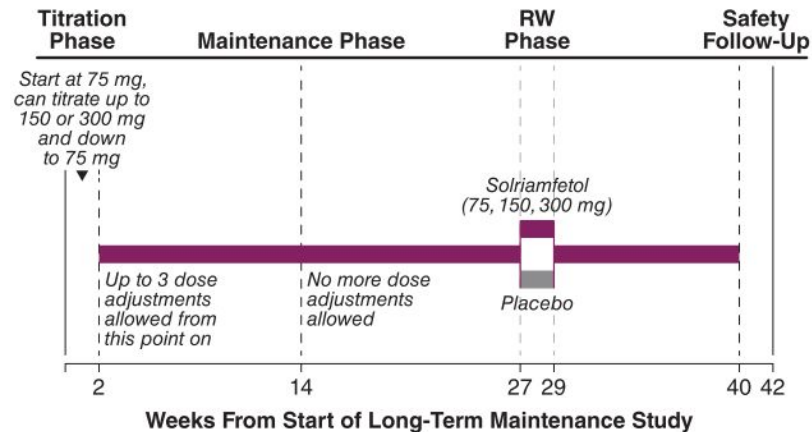 Titration
Phase
Maintenance Phase
RW
Phase
Safety
Follow-Up
Start at 75 mg,
can titrate up to
150 or 300 mg
and down
to 75 mg
Solriamfetol
(75, 150, 300 mg)
Up to 3 dose
adjustments
allowed from
this point on
No more dose
adjustments
allowed
Placebo
2
14
27
29
40
42
Weeks From Start of Long-Term Maintenance Study